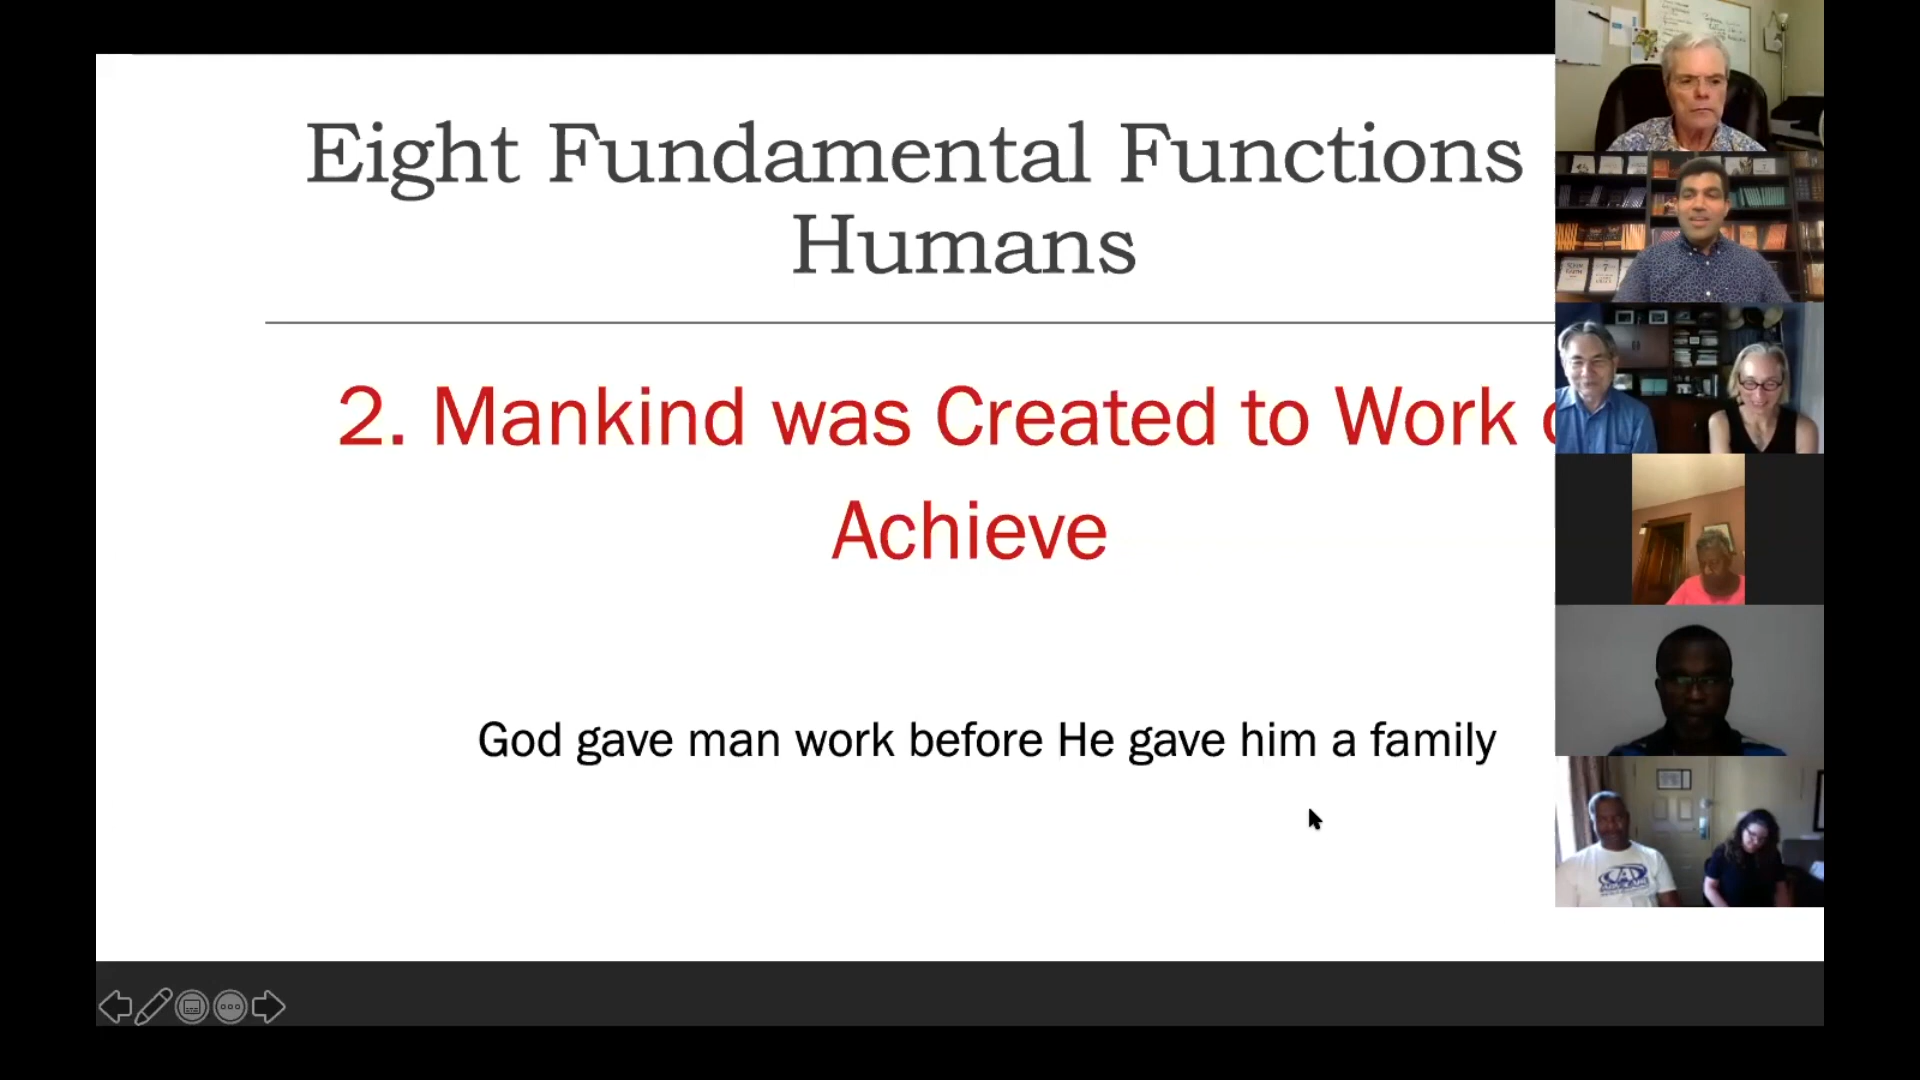 Eight Fundamental Functions
Humans
2. Mankind was Created to Work
Achieve
God gave man work before He gave him a family